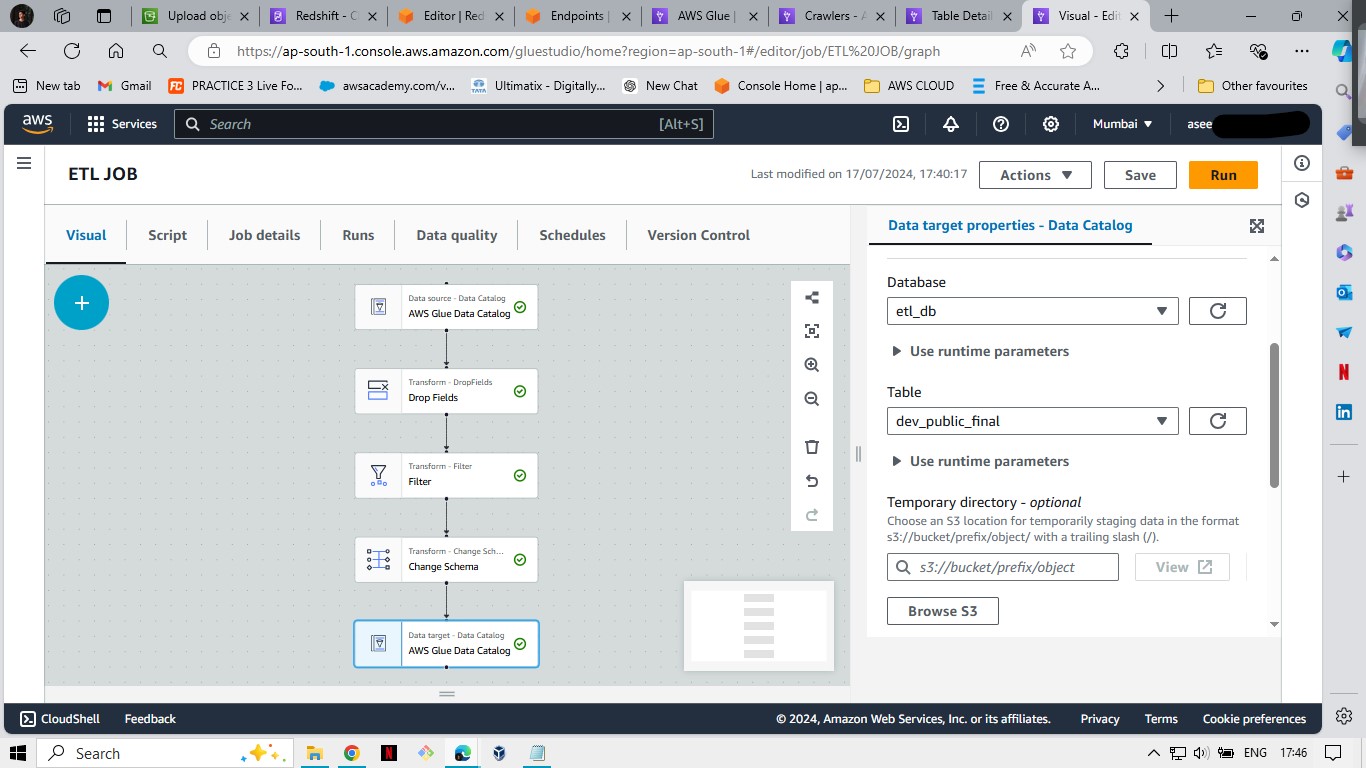 Upload obje
Redshift - C
Editor | Red
Endpoints |
AWS Glue |
Crawlers - A
Table Detail
Visual - Edit
https://ap-south-1.console.aws.amazon.com/gluestudio/home?region=ap-south-1#/editor/job/ETL%20JOB/graph
New tab
Gmail
PRACTICE 3 Live Fo...
awsacademy.com/v...
Ultimatix - Digitally...
New Chat
Console Home | ap...
AWS CLOUD
Free & Accurate A...
Other favourites
aws
Services
Search
[Alt+S]
Mumbai
asee
ETL JOB
Last modified on 17/07/2024, 17:40:17
Actions
Save
Run
Visual
Script
Job details
Runs
Data quality
Schedules
Version Control
Data source - Data Catalog
AWS Glue Data Catalog
Transform - DropFields
Drop Fields
Transform - Filter
Filter
Transform - Change Sch...
Change Schema
Data target - Data Catalog
AWS Glue Data Catalog
Data target properties - Data Catalog
Database
etl_db
Use runtime parameters
Table
dev_public_final
Use runtime parameters
Temporary directory - optional
Choose an S3 location for temporarily staging data in the format
s3://bucket/prefix/object/ with a trailing slash (/).
s3://bucket/prefix/object
View
Browse S3
CloudShell
Feedback
© 2024, Amazon Web Services, Inc. or its affiliates.
Privacy
Terms
Cookie preferences
Search
ENG
17:46